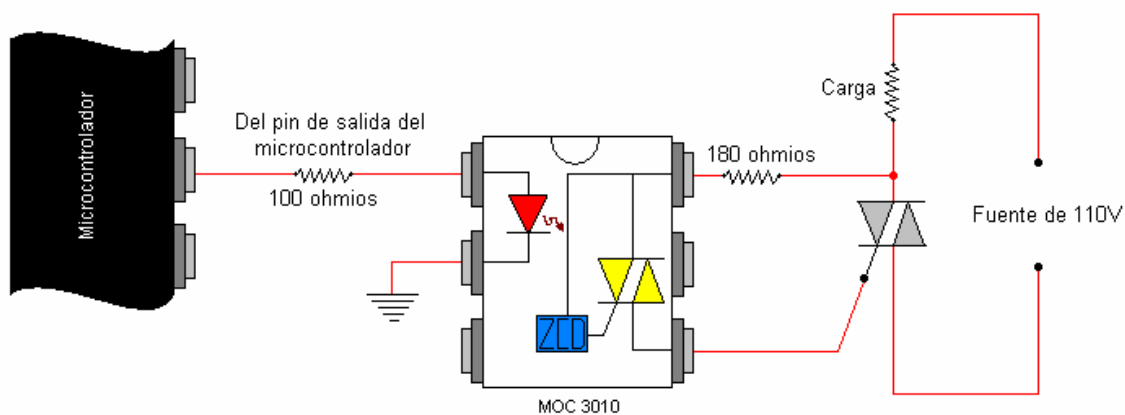 Microcontrolador
Del pin de salida del
microcontrolador
100 ohmios
180 ohmios
Carga
Fuente de 110V
ZCD
MOC 3010